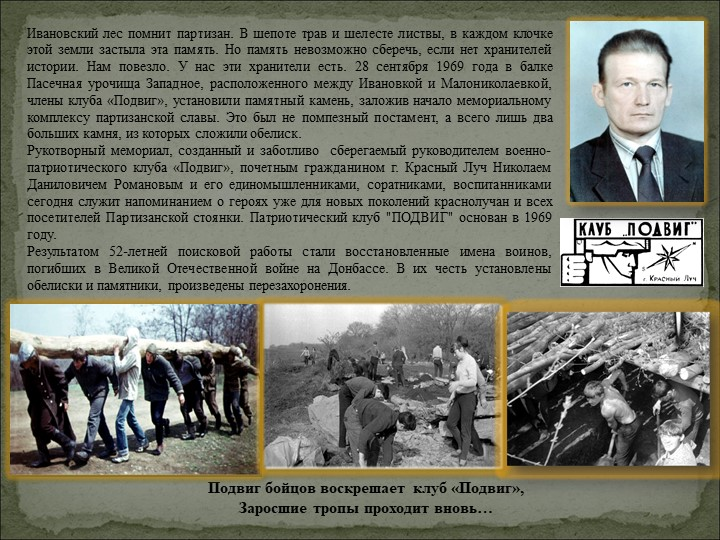 Ивановский лес помнит партизан. В шепоте трав и шелесте листвы, в каждом клочке
этой земли застыла эта память. Но память невозможно сберечь, если нет хранителей
истории. Нам повезло. У нас эти хранители есть. 28 сентября 1969 года в балке
Пасечная урочища Западное, расположенного между Ивановкой и Малониколаевкой,
члены клуба «Подвиг», установили памятный камень, заложив начало мемориальному
комплексу партизанской славы. Это был не помпезный постамент, а всего лишь два
больших камня, из которых сложили обелиск.
Рукотворный мемориал, созданный и заботливо сберегаемый руководителем военно-
патриотического клуба «Подвиг», почетным гражданином г. Красный Луч Николаем
Даниловичем Романовым и его единомышленниками, соратниками, воспитанниками
сегодня служит напоминанием о героях уже для новых поколений краснолучан и всех
посетителей Партизанской стоянки. Патриотический клуб "ПОДВИГ" основан в 1969
году.
Результатом 52-летней поисковой работы стали восстановленные имена воинов,
погибших в Великой Отечественной войне на Донбассе. В их честь установлены
обелиски и памятники, произведены перезахоронения.
КЛУБ „ПОДВИГ"
г. Красный Луч
Подвиг бойцов воскрешает клуб «Подвиг»,
Заросшие тропы проходит вновь…